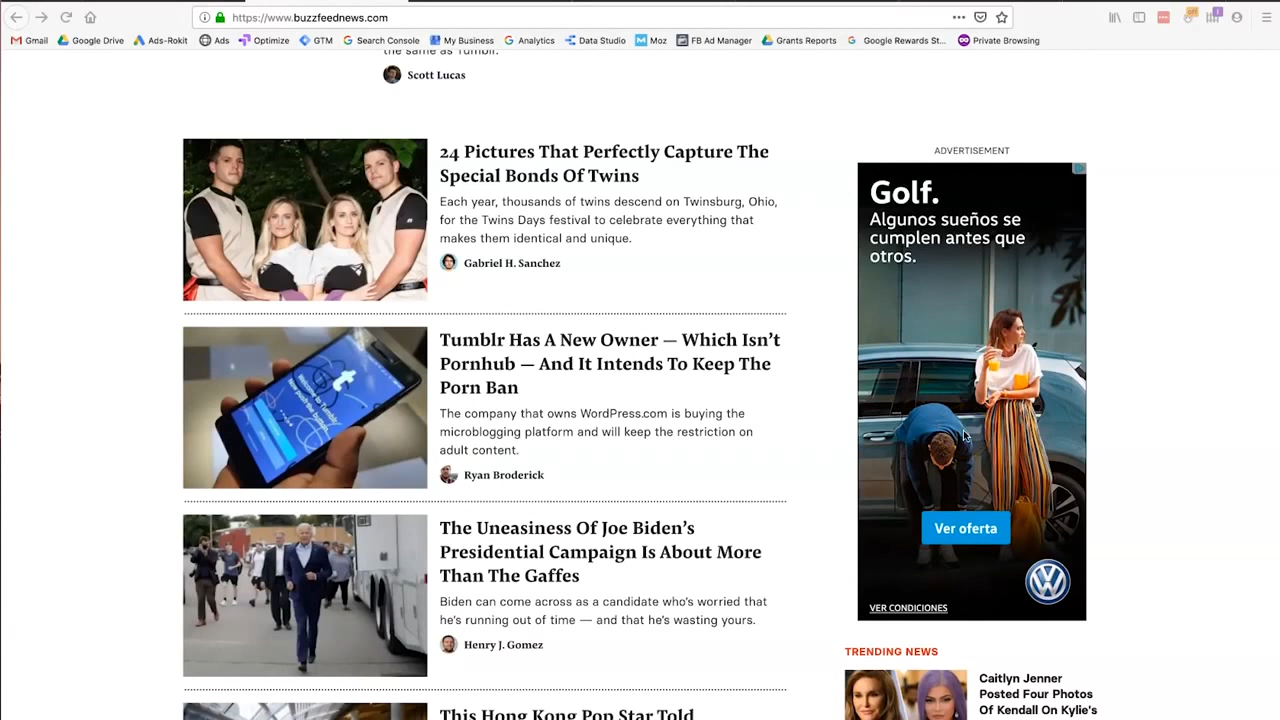 https://www.buzzfeednews.com
Gmail
Google Drive
Ads-Rokit
Ads
Optimize
GTM
Search Console
My Business
Analytics
Data Studio
Moz
FB Ad Manager
Grants Reports
Google Rewards St...
Private Browsing
the same as Tumblr.
Scott Lucas
24 Pictures That Perfectly Capture The
Special Bonds Of Twins
Each year, thousands of twins descend on Twinsburg, Ohio,
for the Twins Days festival to celebrate everything that
makes them identical and unique.
Gabriel H. Sanchez
Tumblr Has A New Owner — Which Isn't
Pornhub — And It Intends To Keep The
Porn Ban
The company that owns WordPress.com is buying the
microblogging platform and will keep the restriction on
adult content.
Ryan Broderick
The Uneasiness Of Joe Biden's
Presidential Campaign Is About More
Than The Gaffes
Biden can come across as a candidate who's worried that
he's running out of time — and that he's wasting yours.
Henry J. Gomez
This Hong Kong Pop Star Told
ADVERTISEMENT
Golf.
Algunos sueños se
cumplen antes que
otros.
Ver oferta
VER CONDICIONES
TRENDING NEWS
Caitlyn Jenner
Posted Four Photos
Of Kendall On Kylie's